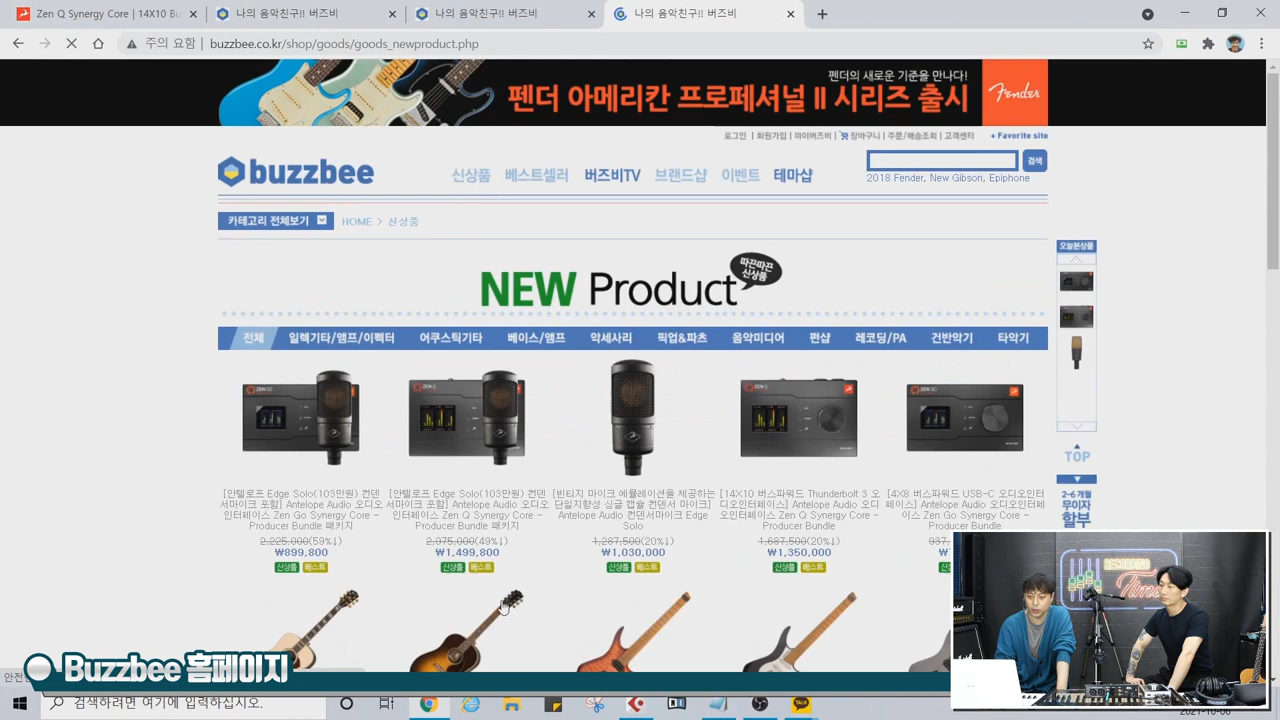 Zen Q Synergy Core | 14X10 Bu
나의 음악친구!! 버즈비
나의 음악친구!! 버즈비
나의 음악친구!! 버즈비
주의 요함 | buzzbee.co.kr/shop/goods/goods_newproduct.php
펜더의 새로운 기준을 만나다!
펜더 아메리칸 프로페셔널 II 시리즈 출시
Fender
로그인 | 회원가입 | 마이버즈비 | 장바구니 | 주문/배송조회 | 고객센터 + Favorite site
buzzbee
신상품 베스트셀러 버즈비TV 브랜드샵 이벤트 테마샵
검색
2018 Fender, New Gibson, Epiphone
카테고리 전체보기 HOME > 신상품
오늘본상품
NEW Product
따끈따끈
신상품
전체 일렉기타/앰프/이펙터 어쿠스틱기타 베이스/앰프 악세사리 픽업&파츠 음악미디어 펀샵 레코딩/PA 건반악기 타악기
TOP
2~6 개월
무이자
할부
[안텔로프 Edge Solo(103만원) 컨덴
서마이크 포함] Antelope Audio 오디오
인터페이스 Zen Go Synergy Core –
Producer Bundle 패키지
2,225,000(59%↓)
₩899,800
신상품 베스트
[안텔로프 Edge Solo(103만원) 컨덴
서마이크 포함] Antelope Audio 오디오
인터페이스 Zen Q Synergy Core –
Producer Bundle 패키지
2,975,000(49%↓)
₩1,499,800
신상품 베스트
[빈티지 마이크 에뮬레이션을 제공하는
단일지향성 싱글 캡슐 컨덴서 마이크]
Antelope Audio 컨덴서마이크 Edge
Solo
1,287,500(20%↓)
₩1,030,000
신상품 베스트
[14X10 버스파워드 Thunderbolt 3 오
디오인터페이스] Antelope Audio 오디
오인터페이스 Zen Q Synergy Core –
Producer Bundle
1,687,500(20%↓)
₩1,350,000
신상품 베스트
[4X8 버스파워드 USB-C 오디오인터
페이스] Antelope Audio 오디오인터페
이스 Zen Go Synergy Core –
Producer Bundle
937,
Time
안전
Buzzbee 홈페이지
검색하려면 여기에 입력하십시오.
TALK